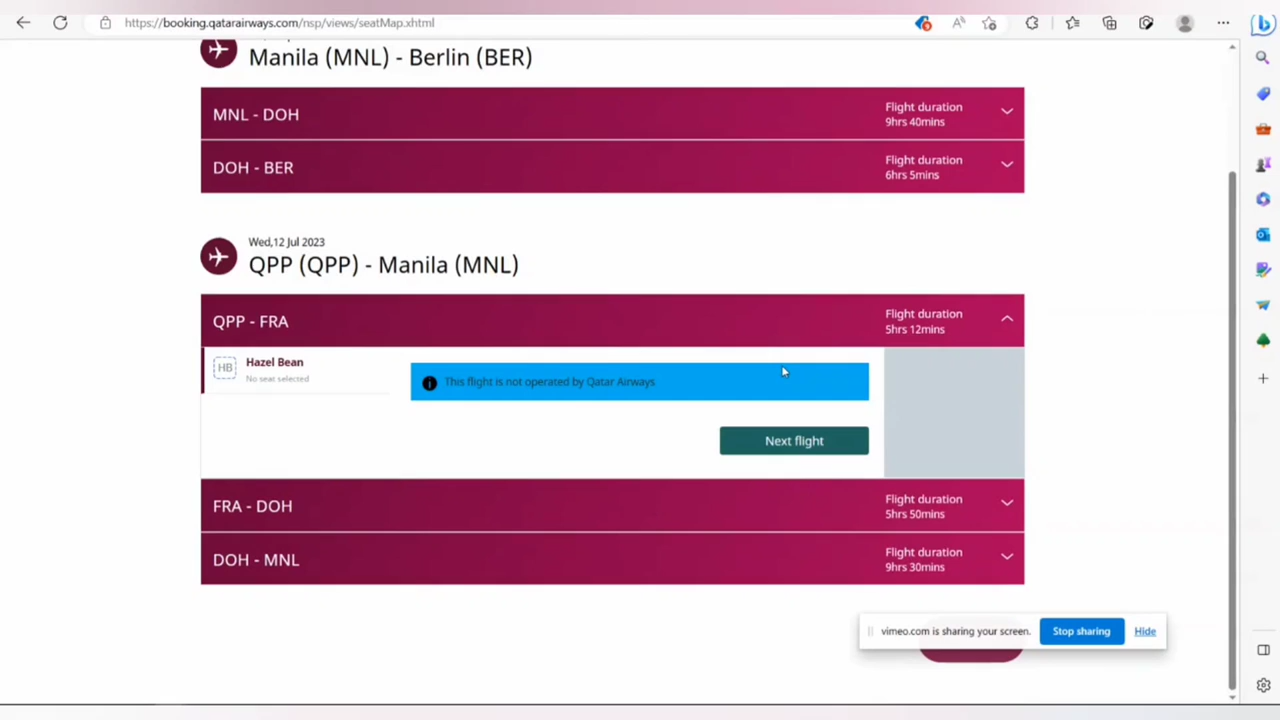 https://booking.qatarairways.com/nsp/views/seatMap.xhtml
Manila (MNL) - Berlin (BER)
MNL - DOH
Flight duration
9hrs 40mins
DOH - BER
Flight duration
6hrs 5mins
Wed,12 Jul 2023
QPP (QPP) - Manila (MNL)
QPP - FRA
Flight duration
5hrs 12mins
HB
Hazel Bean
No seat selected
This flight is not operated by Qatar Airways
Next flight
FRA - DOH
Flight duration
5hrs 50mins
DOH - MNL
Flight duration
9hrs 30mins
vimeo.com is sharing your screen.
Stop sharing
Hide